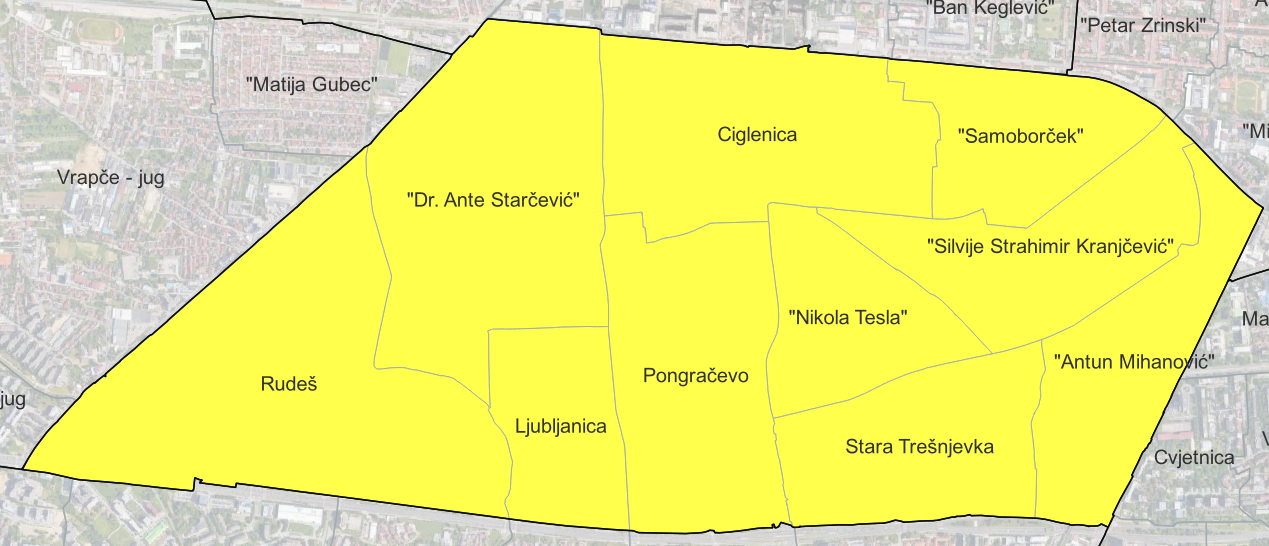 "Ban Keglević"
"Petar Zrinski"
"Matija Gubec"
Ciglenica
"Samoborček"
Vrapče - jug
"Dr. Ante Starčević"
"Silvije Strahimir Kranjčević"
"Nikola Tesla"
"Antun Mihanović"
Pongračevo
Rudeš
jug
Ljubljanica
Stara Trešnjevka
Cvjetnica